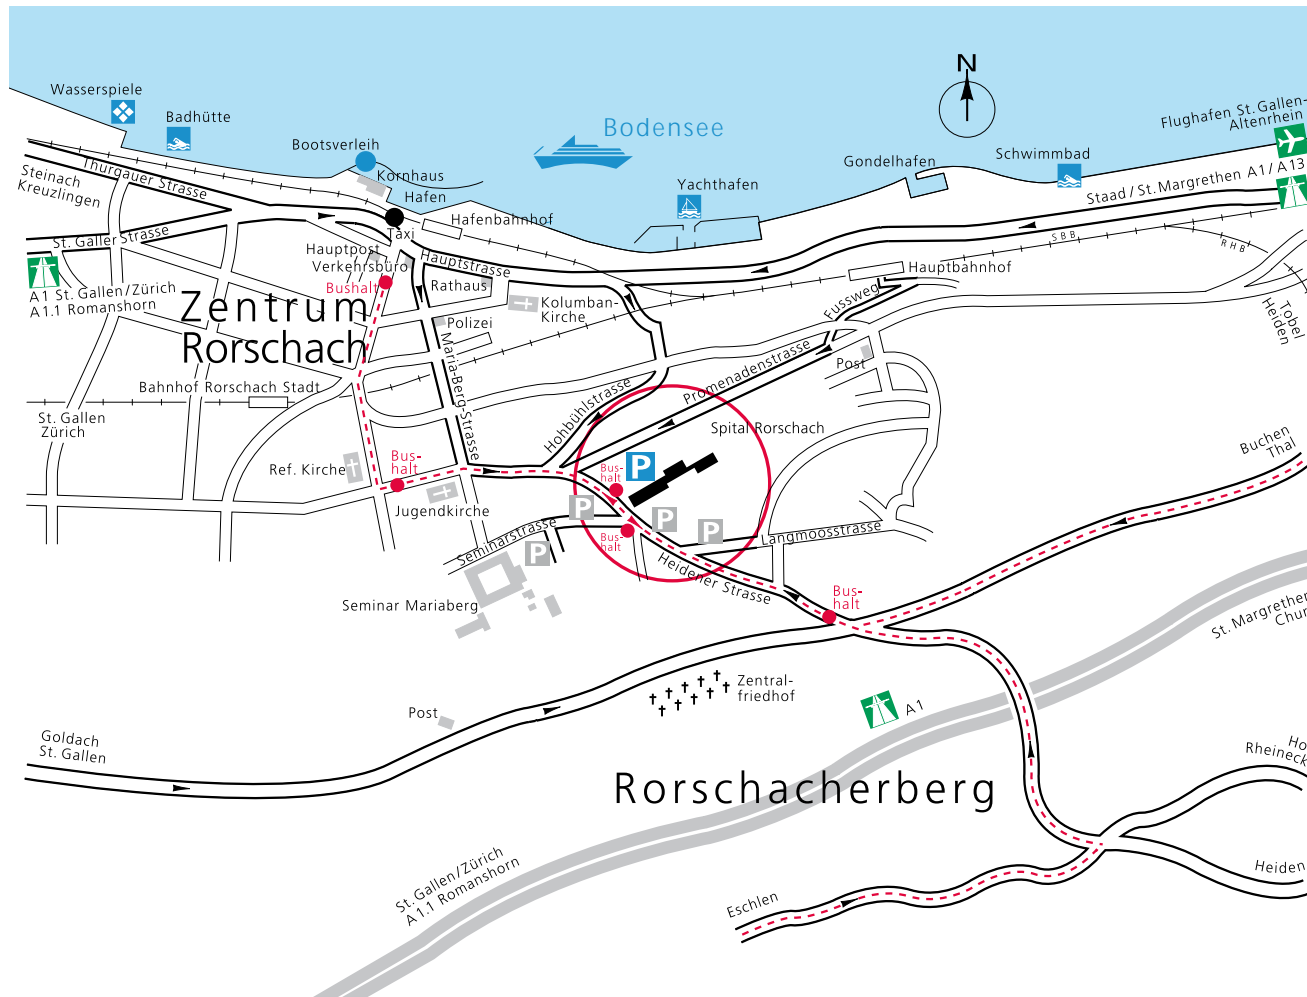 N
Wasserspiele
Badhütte
Bootsverleih
Bodensee
Flughafen St. Gallen-
Altenrhein
Kornhaus
Hafen
Gondelhafen
Schwimmbad
Yachthafen
Staad / St. Margrethen A1 / A13
Steinach
Kreuzlingen
Thurgauer Strasse
Hafenbahnhof
Taxi
St. Galler Strasse
SBB
RHB
Hauptpost
Verkehrsbüro
Hauptstrasse
Bushalt
Rathaus
Hauptbahnhof
A1 St. Gallen/Zürich
A1.1 Romanshorn
Zentrum
Rorschach
Kolumban-
Kirche
Fussweg
Tobel
Heiden
Polizei
Maria-Berg-Strasse
Promenadenstrasse
Post
Bahnhof Rorschach Stadt
Hohbühlstrasse
St. Gallen
Zürich
Spital Rorschach
Buchen
Thal
Ref. Kirche
Bus-
halt
Bus-
halt
P
Jugendkirche
P
P
P
Seminarstrasse
Bus-
halt
P
Langmoosstrasse
Heidener Strasse
Seminar Mariaberg
Bus-
halt
St. Margrethen
Chur
Zentral-
friedhof
A1
Post
Goldach
St. Gallen
Rheineck
Rorschacherberg
St. Gallen/Zürich
A1.1 Romanshorn
Heiden
Eschlen